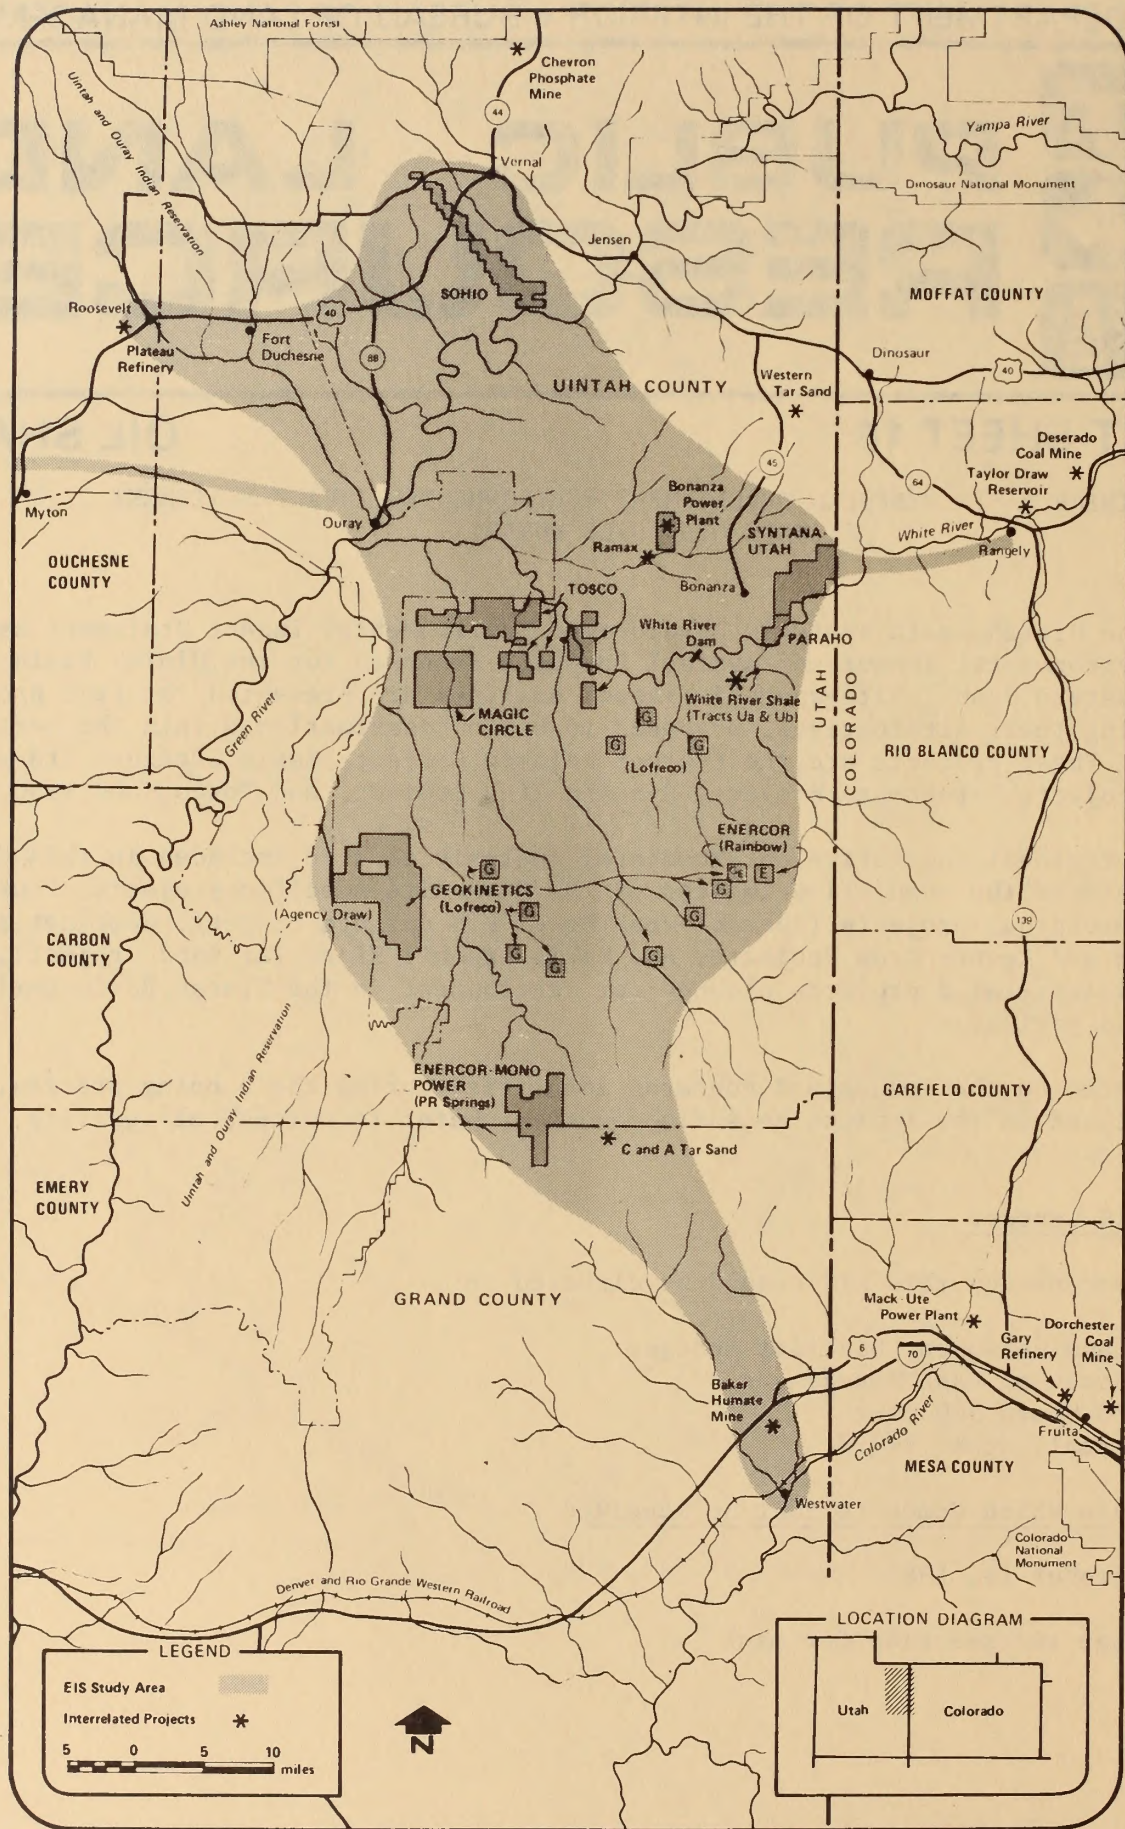 Ashley National Forest
Chevron
Phosphate
Mine
44
Uintah and Ouray Indian Reservation
Yampa River
Vernal
Dinosaur National Monument
Jensen
SOHIO
MOFFAT COUNTY
Roosevelt
40
Fort
Duchesne
Plateau
Refinery
88
Dinosaur
UINTAH COUNTY
Western
Tar Sand
40
45
Deserado
Coal Mine
Taylor Draw
Reservoir
64
Myton
Ouray
Bonanza
Power
Plant
SYNTANA-
UTAH
White River
Rangely
Ramax
OUCHESNE
COUNTY
TOSCO
Bonanza
White River
Dam
PARAHO
White River Shale
(Tracts Ua & Ub)
MAGIC
CIRCLE
UTAH
COLORADO
Green River
G
G
G
(Lofreco)
RIO BLANCO COUNTY
ENERCOR
(Rainbow)
E
G
G
GEOKINETICS
(Lofreco)
(Agency Draw)
G
G
G
G
G
139
CARBON
COUNTY
Uintah and Ouray Indian Reservation
ENERCOR-MONO
POWER
(PR Springs)
GARFIELO COUNTY
C and A Tar Sand
EMERY
COUNTY
GRAND COUNTY
Mack-Ute
Power Plant
Gary
Refinery
Dorchester
Coal
Mine
6
70
Baker
Humate
Mine
Colorado River
Fruita
MESA COUNTY
Westwater
Colorado
National
Monument
Denver and Rio Grande Western Railroad
LEGEND
EIS Study Area
Interrelated Projects
5 0 5 10
miles
N
LOCATION DIAGRAM
Utah
Colorado